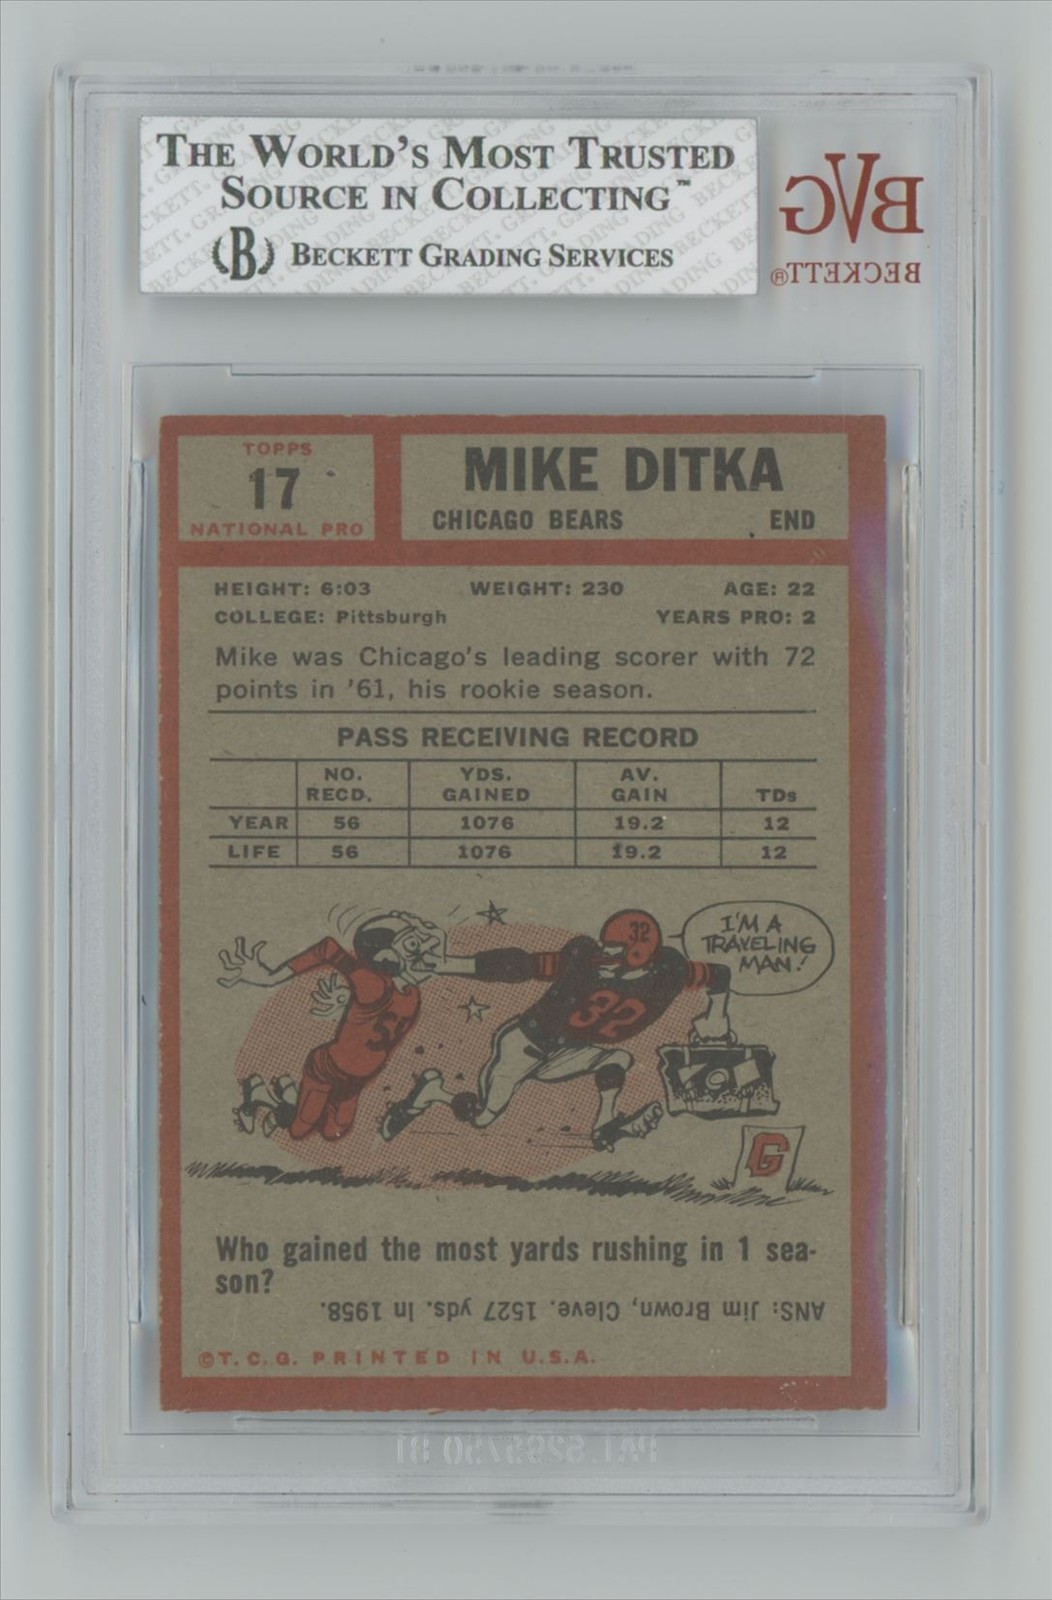 THE WORLD'S MOST TRUSTED
SOURCE IN COLLECTING™
B BECKETT GRADING SERVICES
BVG
BECKETT®
TOPPS
17
NATIONAL PRO
MIKE DITKA
CHICAGO BEARS END
HEIGHT: 6:03 WEIGHT: 230 AGE: 22
COLLEGE: Pittsburgh YEARS PRO: 2
Mike was Chicago's leading scorer with 72
points in '61, his rookie season.
PASS RECEIVING RECORD
NO. RECD. YDS. GAINED AV. GAIN TDs
YEAR 56 1076 19.2 12
LIFE 56 1076 19.2 12
I'M A
TRAVELING
MAN!
32
32
G
Who gained the most yards rushing in 1 sea-
son?
ANS: Jim Brown, Cleve. 1527 yds. In 1958.
©T.C.G. PRINTED IN U.S.A.